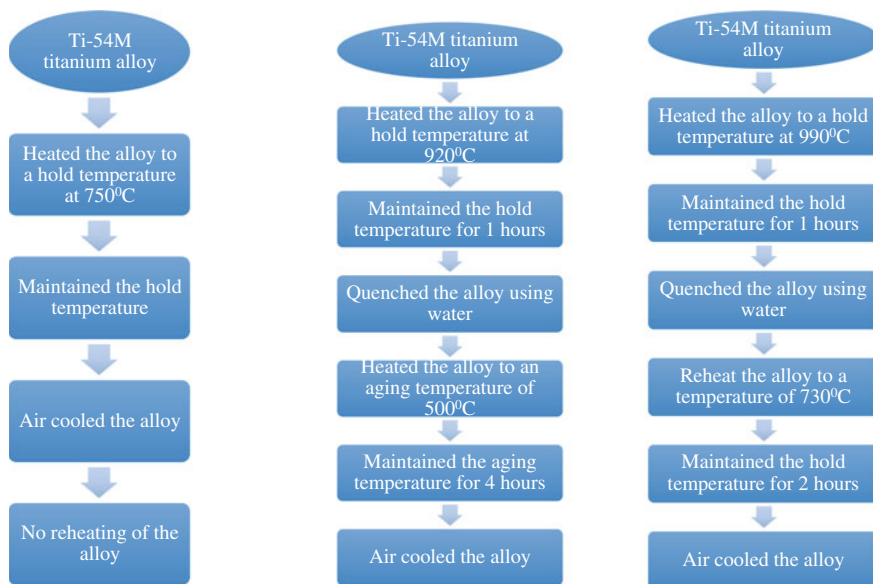 Ti-54M
titanium alloy
Heated the alloy to
a hold temperature
at 750⁰C
Maintained the hold
temperature
Air cooled the alloy
No reheating of the
alloy
Ti-54M titanium
alloy
Heated the alloy to a
hold temperature at
920⁰C
Maintained the hold
temperature for 1 hours
Quenched the alloy using
water
Heated the alloy to an
aging temperature of
500⁰C
Maintained the aging
temperature for 4 hours
Air cooled the alloy
Ti-54M titanium
alloy
Heated the alloy to a hold
temperature at 990⁰C
Maintained the hold
temperature for 1 hours
Quenched the alloy using
water
Reheat the alloy to a
temperature of 730⁰C
Maintained the hold
temperature for 2 hours
Air cooled the alloy